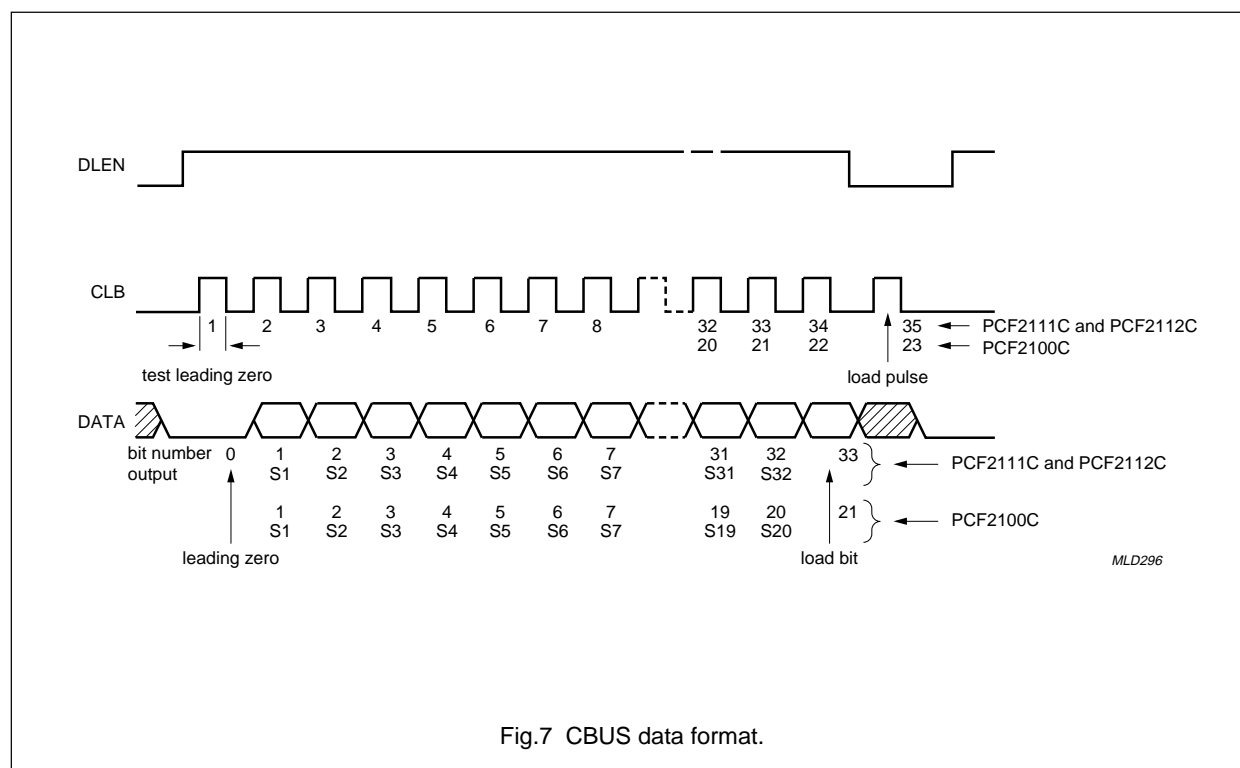 DLEN
CLB
1 2 3 4 5 6 7 8 32 33 34 35 PCF2111C and PCF2112C
20 21 22 23 PCF2100C
test leading zero
load pulse
DATA
bit number 0 1 2 3 4 5 6 7 31 32 33 PCF2111C and PCF2112C
output S1 S2 S3 S4 S5 S6 S7 S31 S32
1 2 3 4 5 6 7 19 20 21 PCF2100C
S1 S2 S3 S4 S5 S6 S7 S19 S20
leading zero
load bit
MLD296
Fig.7 CBUS data format.